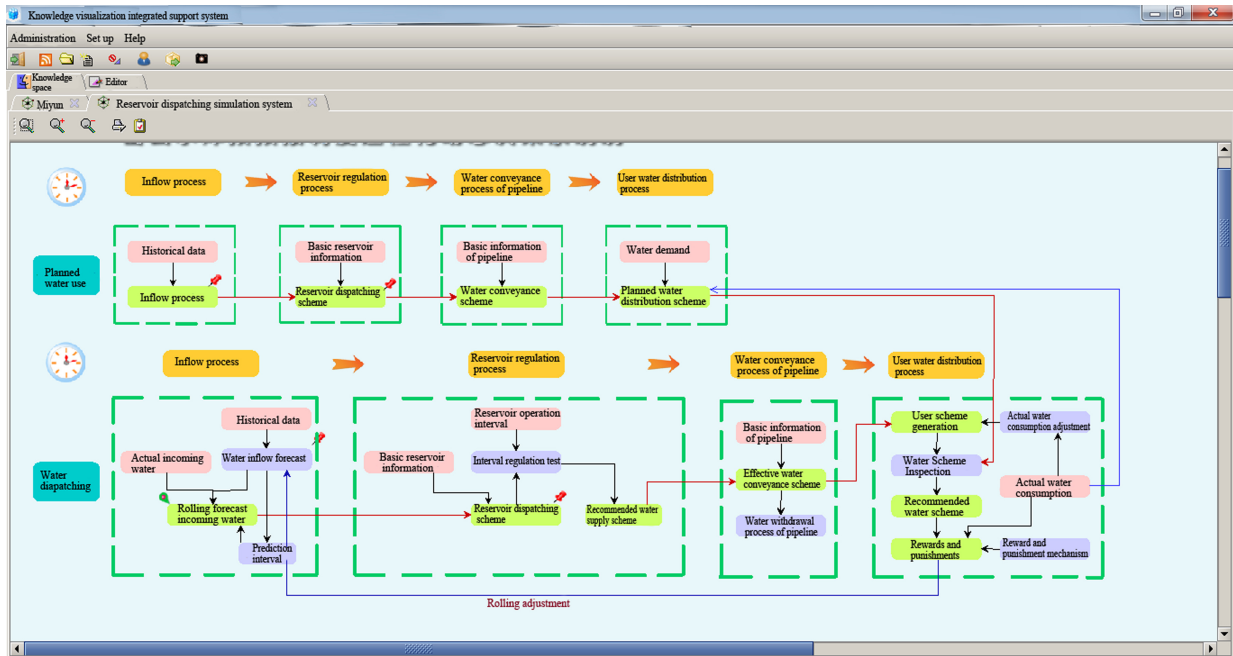 Knowledge visualization integrated support system
Administration Set up Help
Knowledge
space
Editor
Miyun
Reservoir dispatching simulation system
Inflow process
Reservoir regulation
process
Water conveyance
process of pipeline
User water distribution
process
Planned
water use
Historical data
Inflow process
Basic reservoir
information
Reservoir dispatching
scheme
Basic information
of pipeline
Water conveyance
scheme
Water demand
Planned water
distribution scheme
Inflow process
Reservoir regulation
process
Water conveyance
process of pipeline
User water distribution
process
Water
diapatching
Historical data
Actual incoming
water
Water inflow forecast
Rolling forecast
incoming water
Prediction
interval
Reservoir operation
interval
Basic reservoir
information
Interval regulation test
Reservoir dispatching
scheme
Recommended water
supply scheme
Basic information
of pipeline
Effective water
conveyance scheme
Water withdrawal
process of pipeline
User scheme
generation
Actual water
consumption adjustment
Water Scheme
Inspection
Actual water
consumption
Recommended
water scheme
Rewards and
punishments
Reward and
punishment mechanism
Rolling adjustment